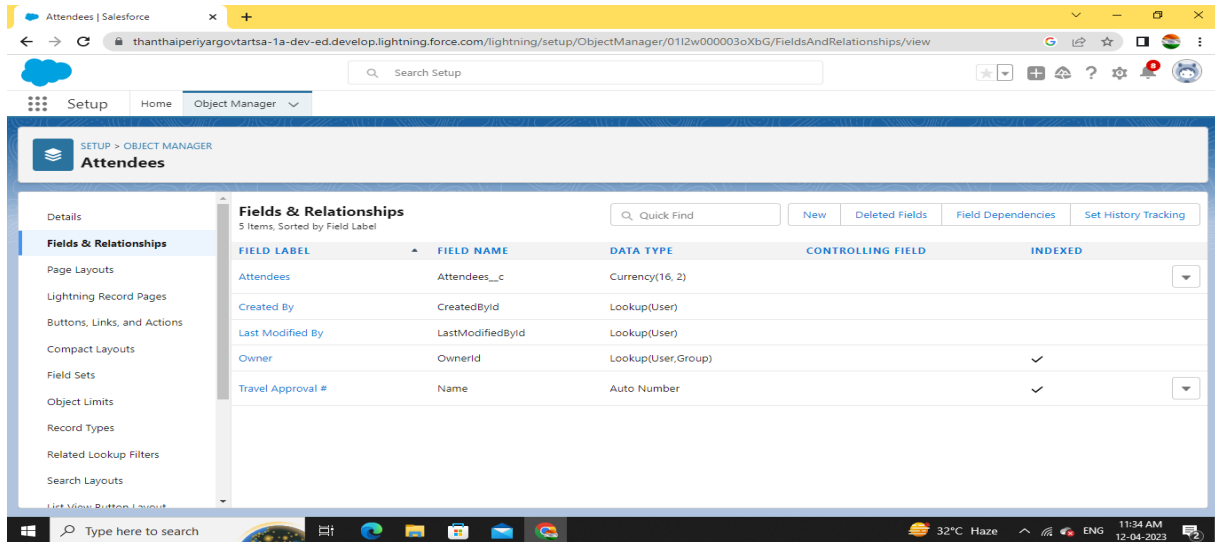 Attendees | Salesforce
thanthaiperiyargovtartsa-1a-dev-ed.develop.lightning.force.com/lightning/setup/ObjectManager/01I2w000003oXbG/FieldsAndRelationships/view
Search Setup
8
Setup Home Object Manager
SETUP > OBJECT MANAGER
Attendees
Details
Fields & Relationships
Page Layouts
Lightning Record Pages
Buttons, Links, and Actions
Compact Layouts
Field Sets
Object Limits
Record Types
Related Lookup Filters
Search Layouts
List View Button Layout
Fields & Relationships
5 Items, Sorted by Field Label
Quick Find New Deleted Fields Field Dependencies Set History Tracking
FIELD LABEL FIELD NAME DATA TYPE CONTROLLING FIELD INDEXED
Attendees Attendees__c Currency(16, 2)
Created By CreatedById Lookup(User)
Last Modified By LastModifiedById Lookup(User)
Owner OwnerId Lookup(User,Group)
Travel Approval # Name Auto Number
Type here to search
32°C Haze ENG 11:34 AM
12-04-2023
2